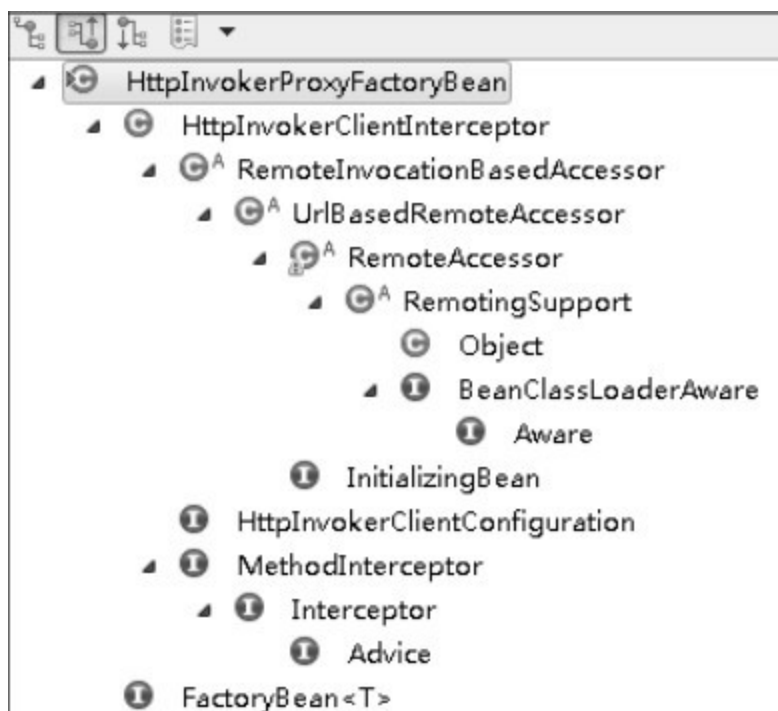 HttpInvokerProxyFactoryBean
HttpInvokerClientInterceptor
A RemoteInvocationBasedAccessor
A UrlBasedRemoteAccessor
A RemoteAccessor
A RemotingSupport
Object
BeanClassLoaderAware
Aware
InitializingBean
HttpInvokerClientConfiguration
MethodInterceptor
Interceptor
Advice
FactoryBean<T>